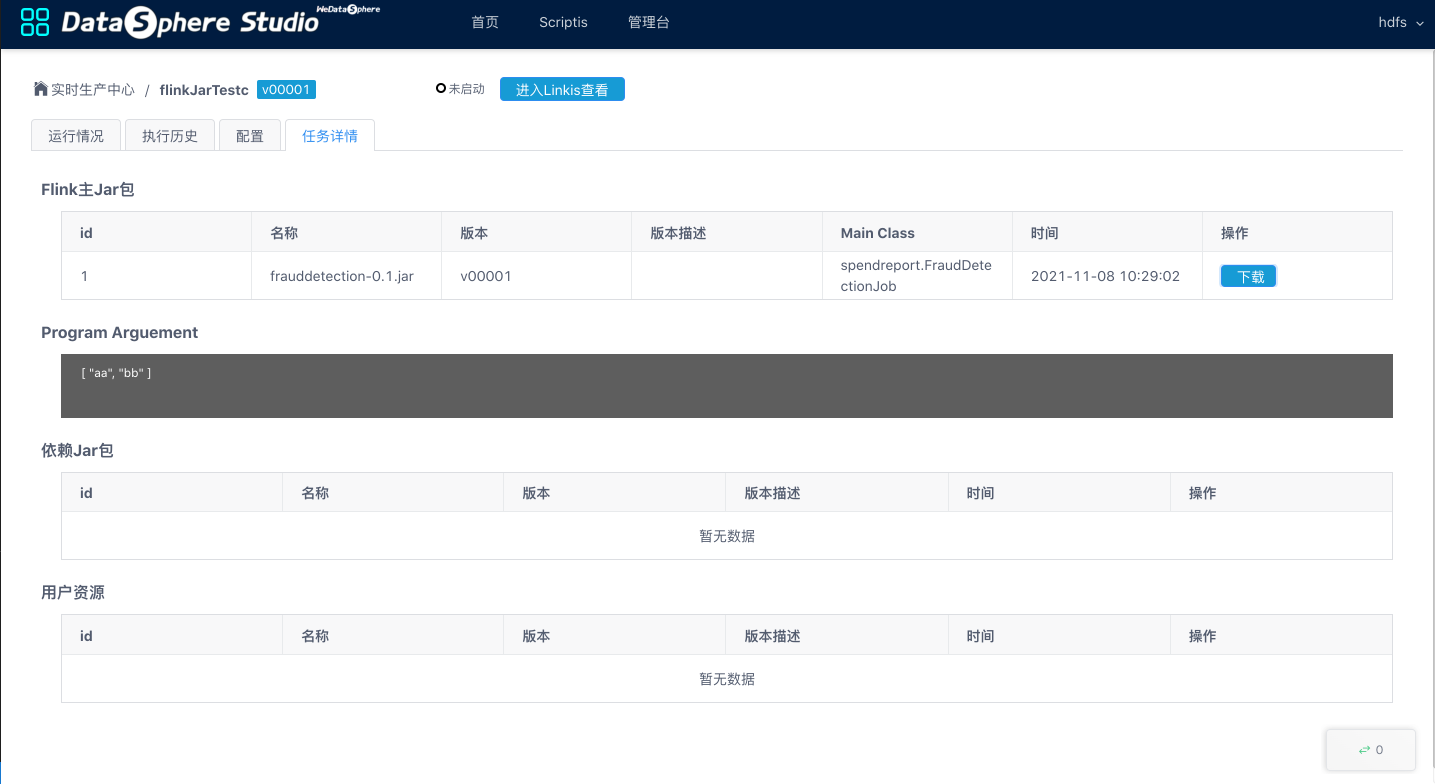 DataSphere Studio WeDataSphere 首页 Scriptis 管理台 hdfs
实时生产中心 / flinkJarTestc v00001 未启动 进入Linkis查看
运行情况 执行历史 配置 任务详情
Flink主Jar包
id 名称 版本 版本描述 Main Class 时间 操作
1 frauddetection-0.1.jar v00001 spendreport.FraudDete 2021-11-08 10:29:02 下载
ctionJob
Program Arguement
[ "aa", "bb" ]
依赖Jar包
id 名称 版本 版本描述 时间 操作
暂无数据
用户资源
id 名称 版本 版本描述 时间 操作
暂无数据
0